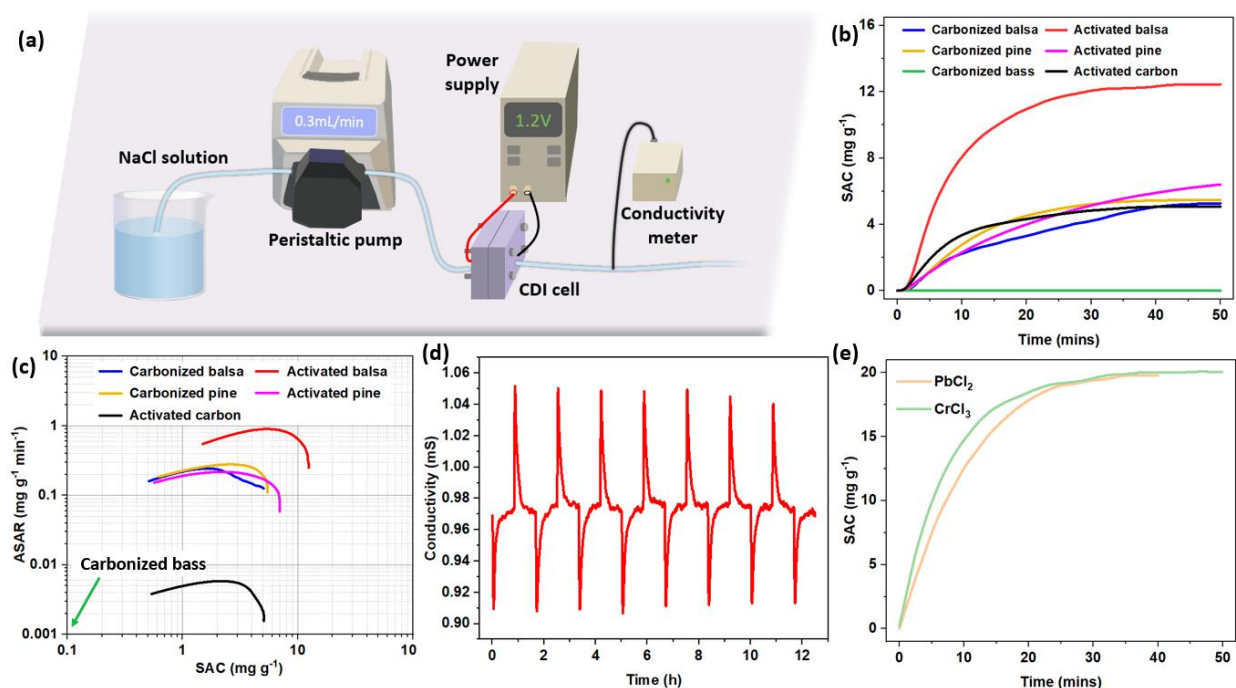 (a)
NaCl solution
0.3mL/min
Peristaltic pump
Power
supply
1.2V
CDI cell
Conductivity
meter
(b)
SAC (mg g⁻¹)
16
12
8
4
0
Carbonized balsa
Activated balsa
Carbonized pine
Activated pine
Carbonized bass
Activated carbon
0 10 20 30 40 50
Time (mins)
(c)
ASAR (mg g⁻¹ min⁻¹)
10
1
0.1
0.01
0.001
Carbonized balsa
Activated balsa
Carbonized pine
Activated pine
Activated carbon
Carbonized bass
0.1 1 10 10
SAC (mg g⁻¹)
(d)
Conductivity (mS)
1.06
1.04
1.02
1.00
0.98
0.96
0.94
0.92
0.90
0 2 4 6 8 10 12
Time (h)
(e)
SAC (mg g⁻¹)
20
15
10
5
0
PbCl₂
CrCl₃
0 10 20 30 40 50
Time (mins)